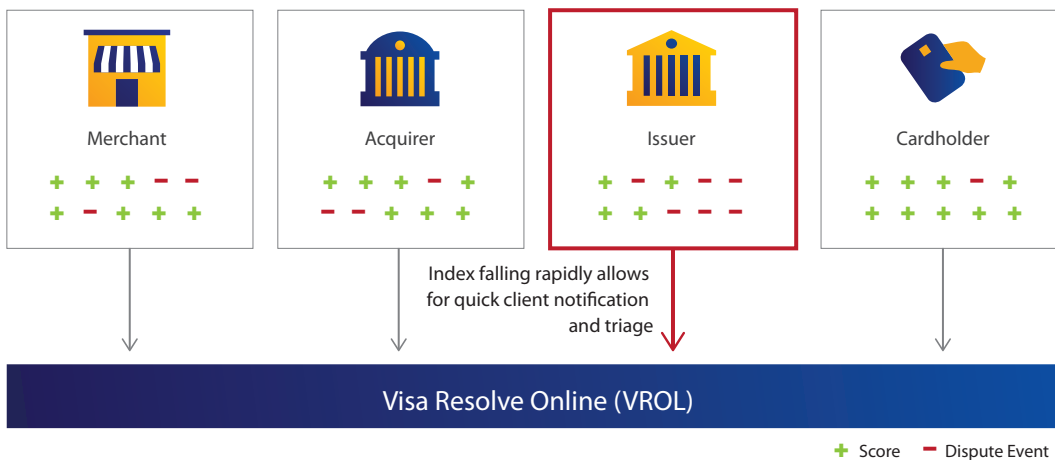 Merchant
Acquirer
Issuer
Cardholder
+ + + − −
+ − + + +
+ + + − +
− − + + +
+ − + − −
+ + − − −
+ + + − +
+ + + + +
Index falling rapidly allows
for quick client notification
and triage
Visa Resolve Online (VROL)
+ Score − Dispute Event